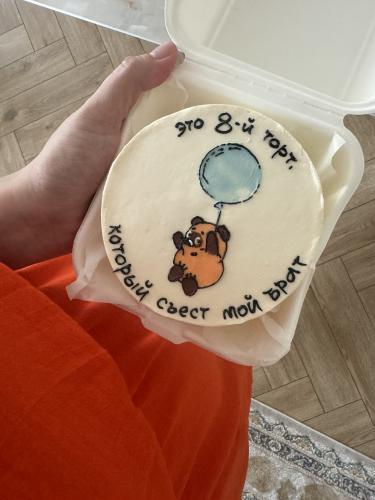 это 8-й торт,
который съест мой брат